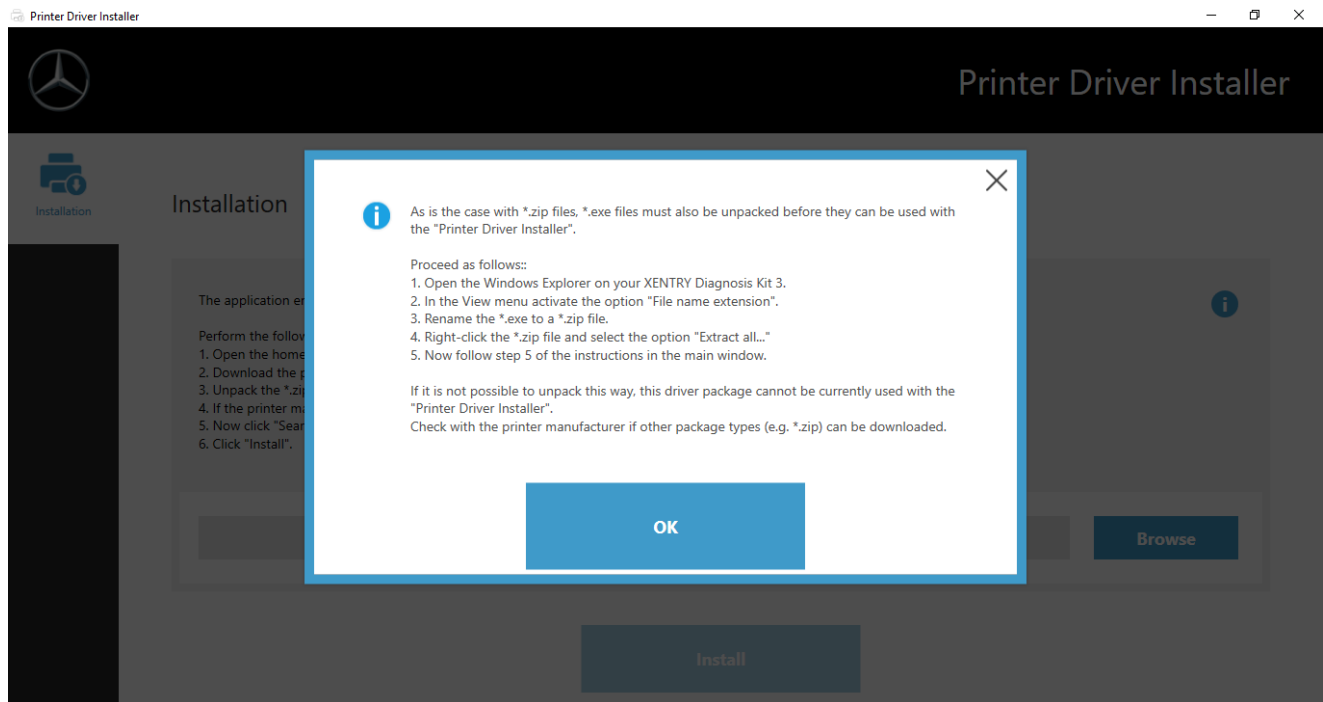 Printer Driver Installer
Printer Driver Installer
Installation
Installation
The application
Perform the
1. Open the home
2. Download the
3. Unpack the
4. If the printer
5. Now click
6. Click "Install".
As is the case with *.zip files, *.exe files must also be unpacked before they can be used with
the "Printer Driver Installer".
Proceed as follows::
1. Open the Windows Explorer on your XENTRY Diagnosis Kit 3.
2. In the View menu activate the option "File name extension".
3. Rename the *.exe to a *.zip file.
4. Right-click the *.zip file and select the option "Extract all..."
5. Now follow step 5 of the instructions in the main window.
If it is not possible to unpack this way, this driver package cannot be currently used with the
"Printer Driver Installer".
Check with the printer manufacturer if other package types (e.g. *.zip) can be downloaded.
OK
Browse
Install